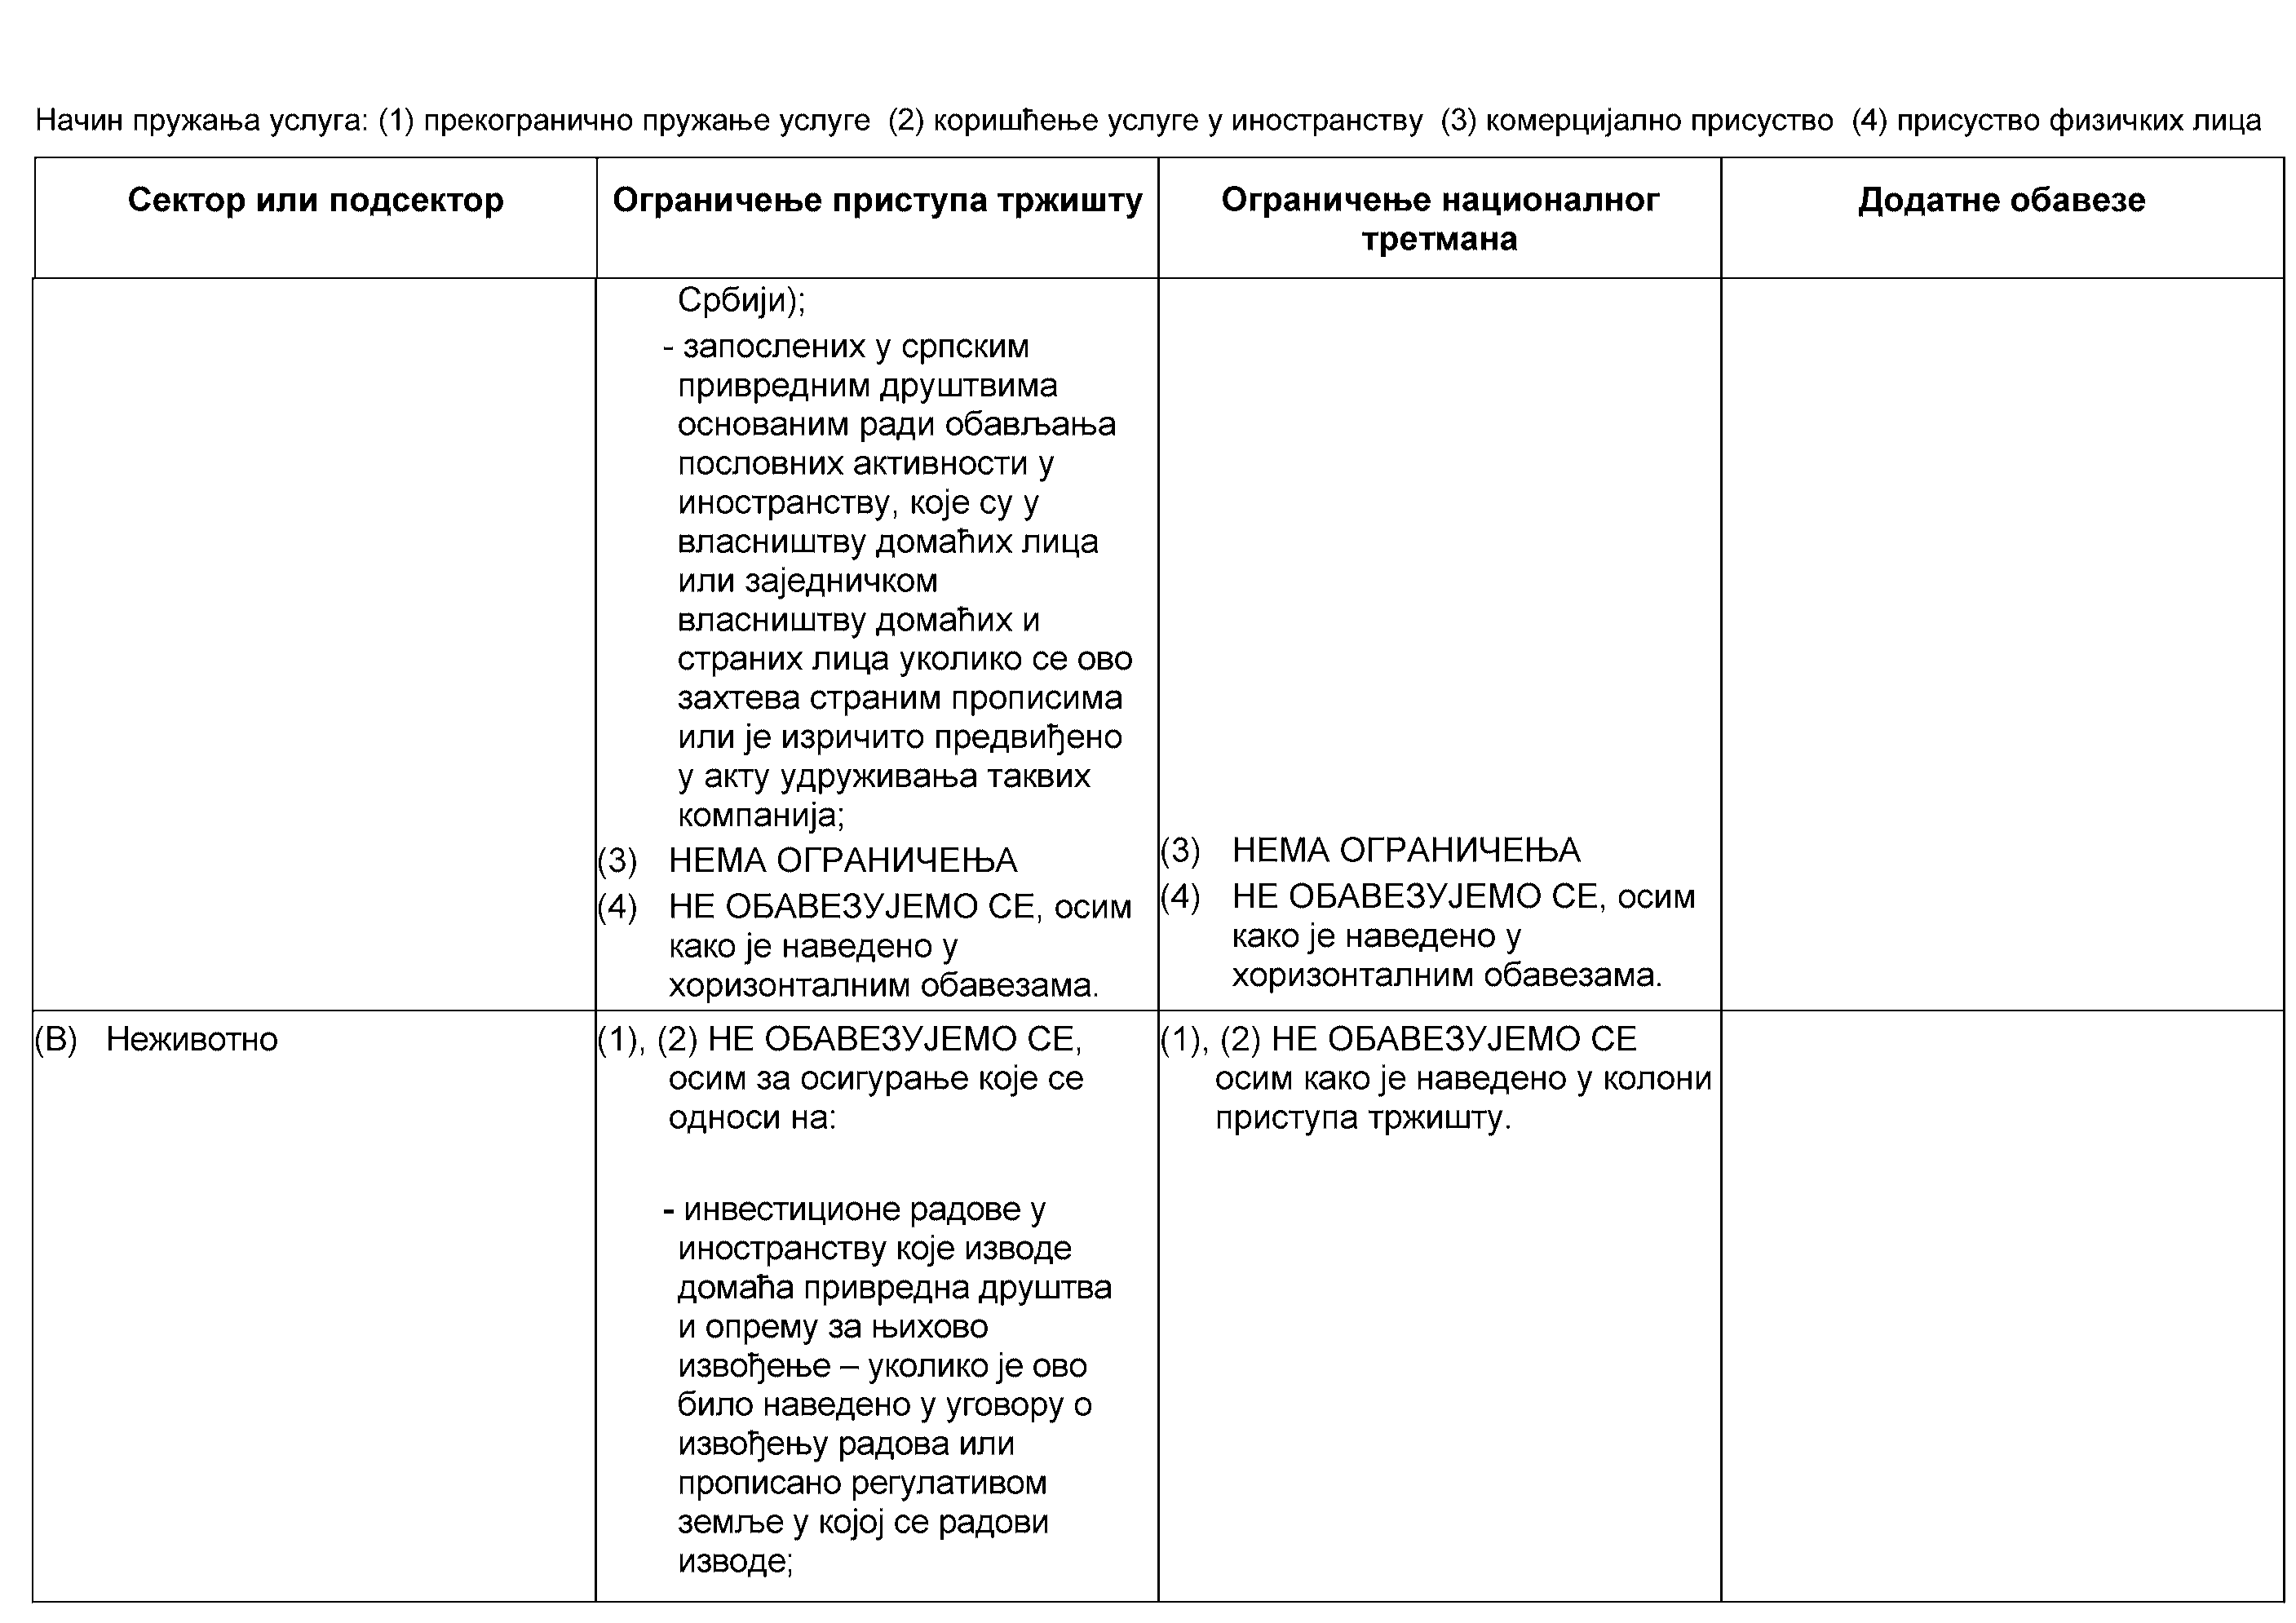 Начин пружања услуга: (1) прекогранично пружање услуге (2) коришћење услуге у иностранству (3) комерцијално присуство (4) присуство физичких лица
Сектор или подсектор
Ограничење приступа тржишту
Ограничење националног
третмана
Додатне обавезе
Србији);
- запослених у српским
привредним друштвима
основаним ради обављања
пословних активности у
иностранству, које су у
власништву домаћих лица
или заједничком
власништву домаћих и
страних лица уколико се ово
захтева страним прописима
или је изричито предвиђено
у акту удруживања таквих
компанија;
(3) НЕМА ОГРАНИЧЕЊА
(4) НЕ ОБАВЕЗУЈЕМО СЕ, осим
како је наведено у
хоризонталним обавезама.
(3) НЕМА ОГРАНИЧЕЊА
(4) НЕ ОБАВЕЗУЈЕМО СЕ, осим
како је наведено у
хоризонталним обавезама.
(B) Неживотно
(1), (2) НЕ ОБАВЕЗУЈЕМО СЕ,
осим за осигурање које се
односи на:
- инвестиционе радове у
иностранству које изводе
домаћа привредна друштва
и опрему за њихово
извођење – уколико је ово
било наведено у уговору о
извођењу радова или
прописано регулативом
земље у којој се радови
изводе;
(1), (2) НЕ ОБАВЕЗУЈЕМО СЕ
осим како је наведено у колони
приступа тржишту.